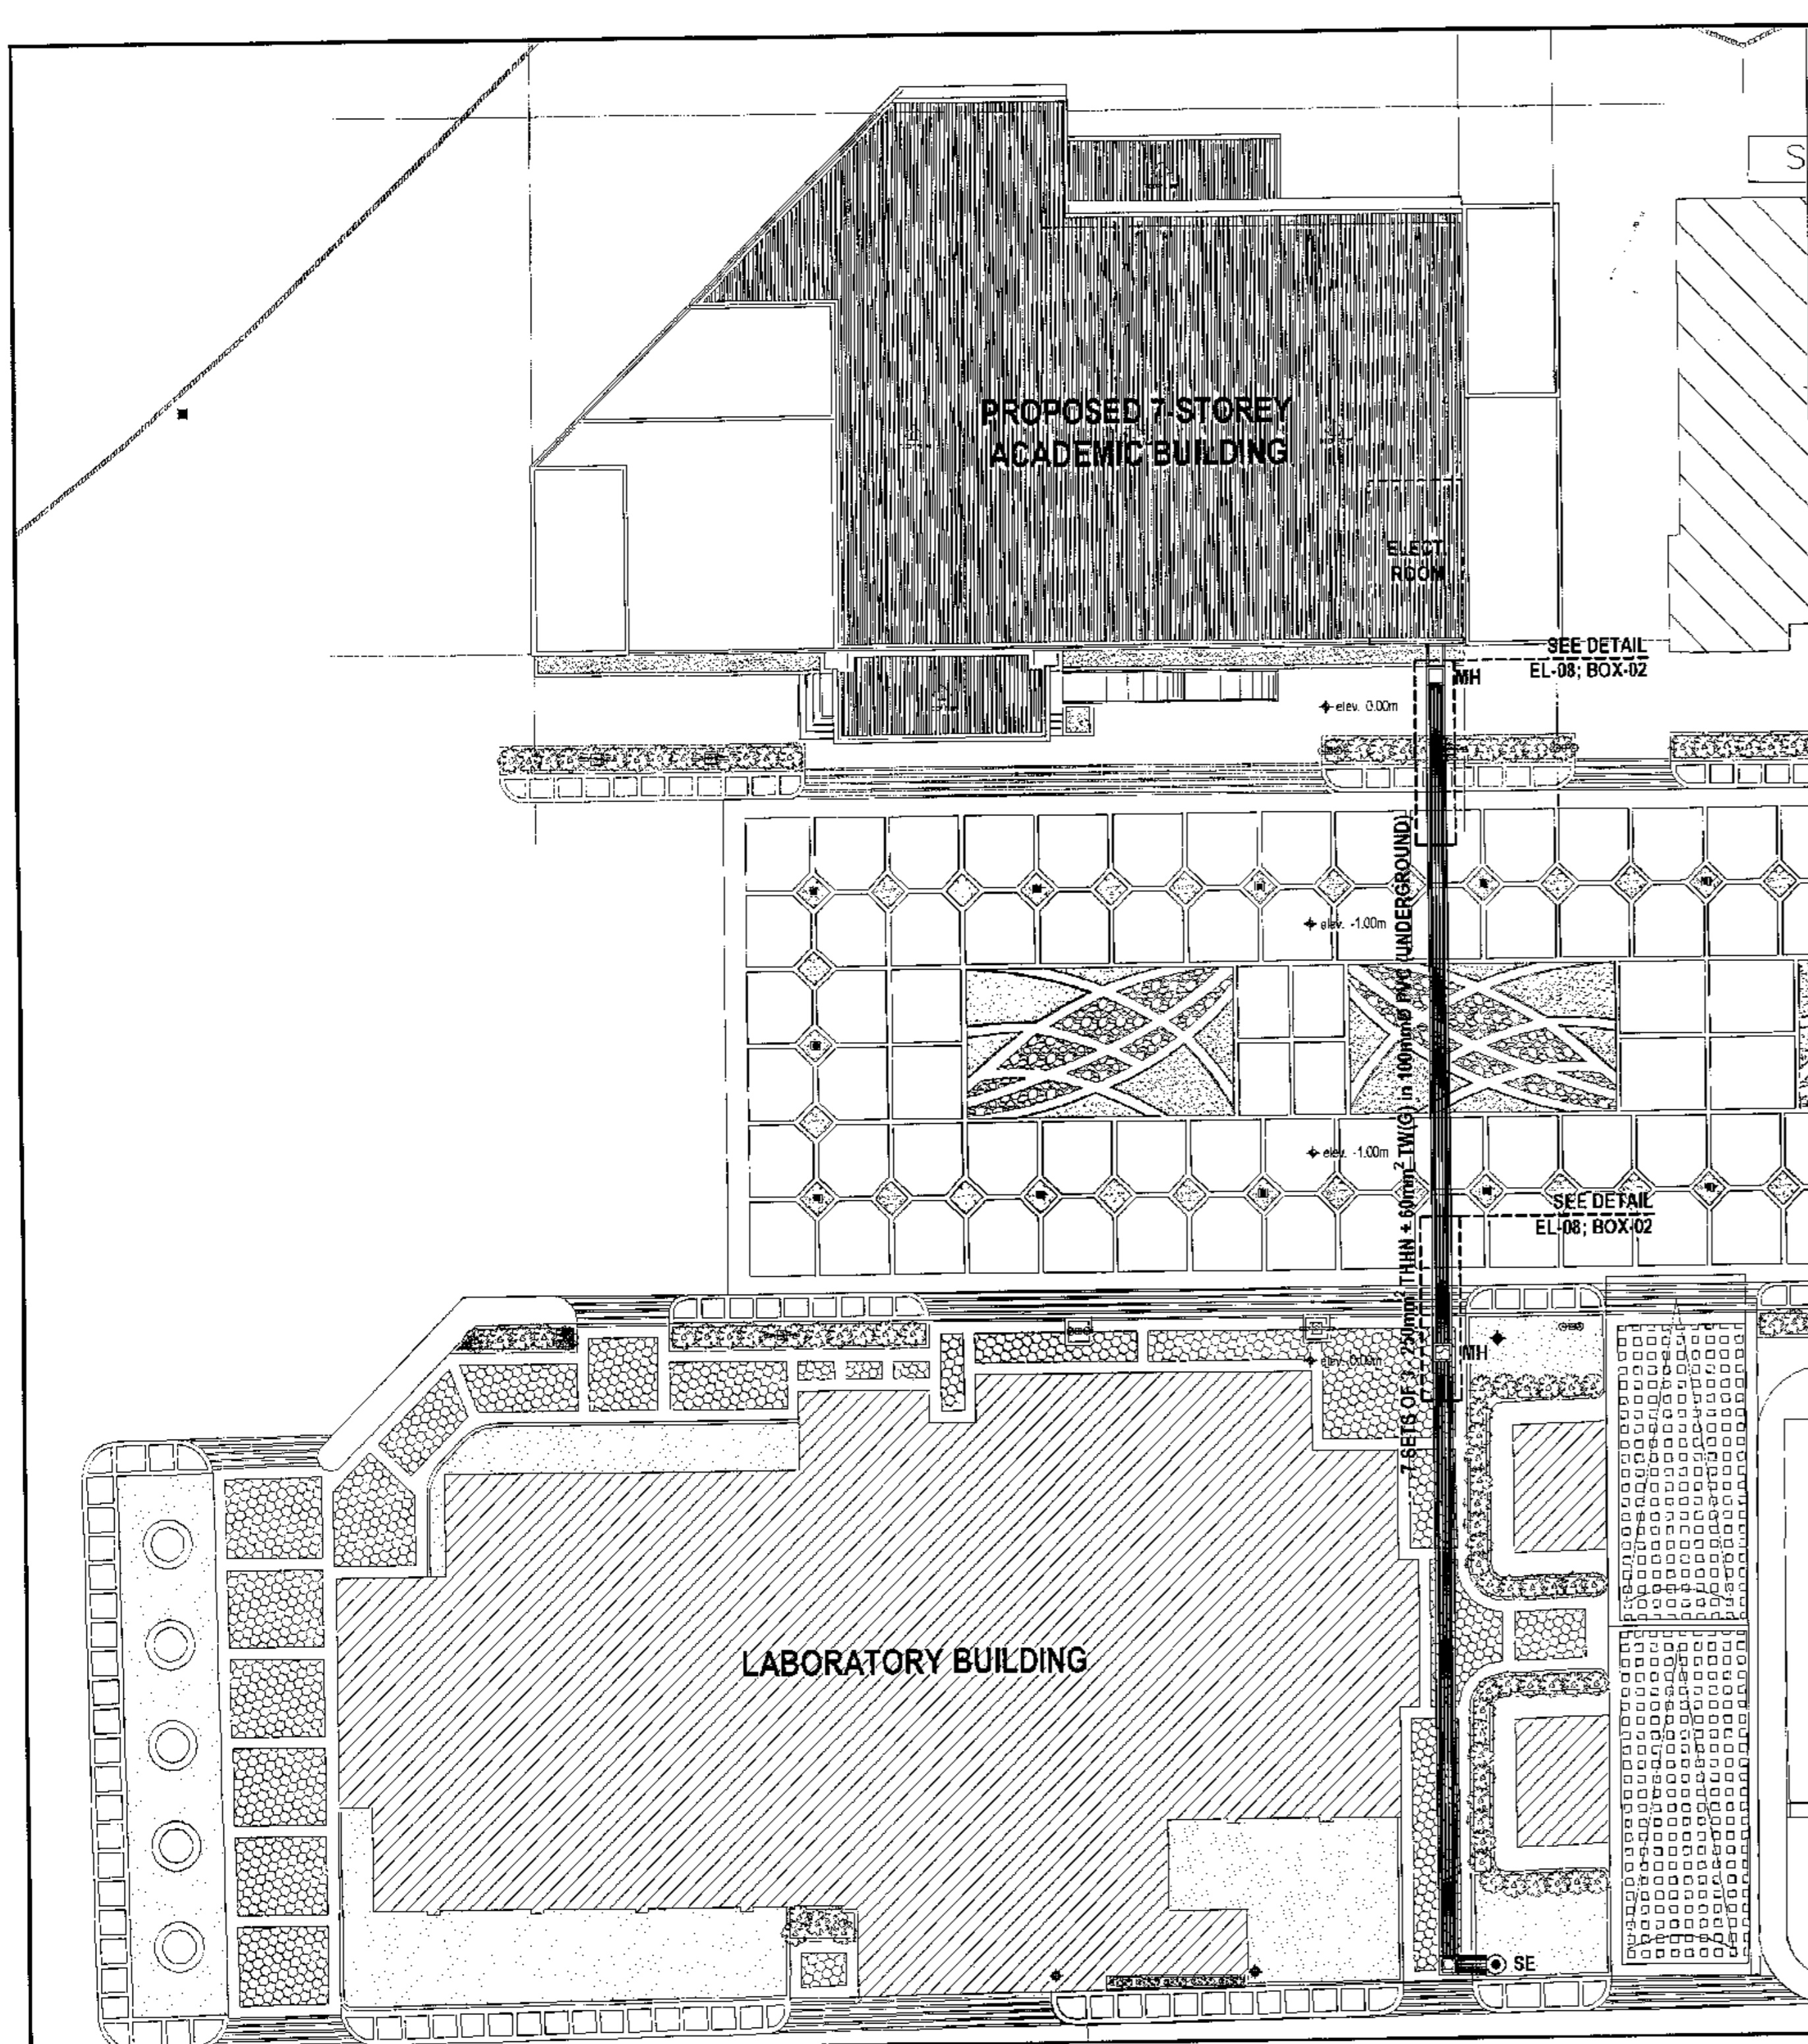 S
PROPOSED 7-STOREY
ACADEMIC BUILDING
ELECT.
ROOM
SEE DETAIL
EL-08; BOX-02
MH
elev. 0.00m
7 SETS OF 3 - 250mm² THHN + 60mm² TW(G) in 100mmØ PVC (UNDERGROUND)
elev. -1.00m
elev. -1.00m
SEE DETAIL
EL-08; BOX-02
MH
elev. 0.00m
LABORATORY BUILDING
SE